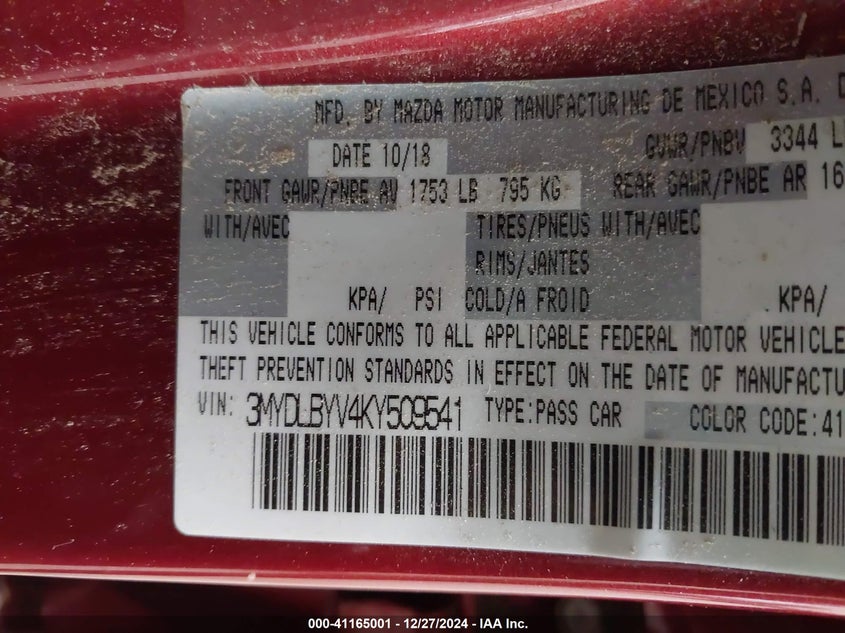 MFD. BY MAZDA MOTOR MANUFACTURING DE MEXICO S.A. D
DATE 10/18 GVWR/PNBV 3344 L
FRONT GAWR/PNBE AV 1753 LB 795 KG REAR GAWR/PNBE AR 16
WITH/AVEC TIRES/PNEUS WITH/AVEC
RIMS/JANTES
KPA/ PSI COLD/A FROID KPA/
THIS VEHICLE CONFORMS TO ALL APPLICABLE FEDERAL MOTOR VEHICLE
THEFT PREVENTION STANDARDS IN EFFECT ON THE DATE OF MANUFACTU
VIN: 3MYDLBYV4KY509541 TYPE:PASS CAR COLOR CODE:41
000-41165001 - 12/27/2024 - IAA Inc.